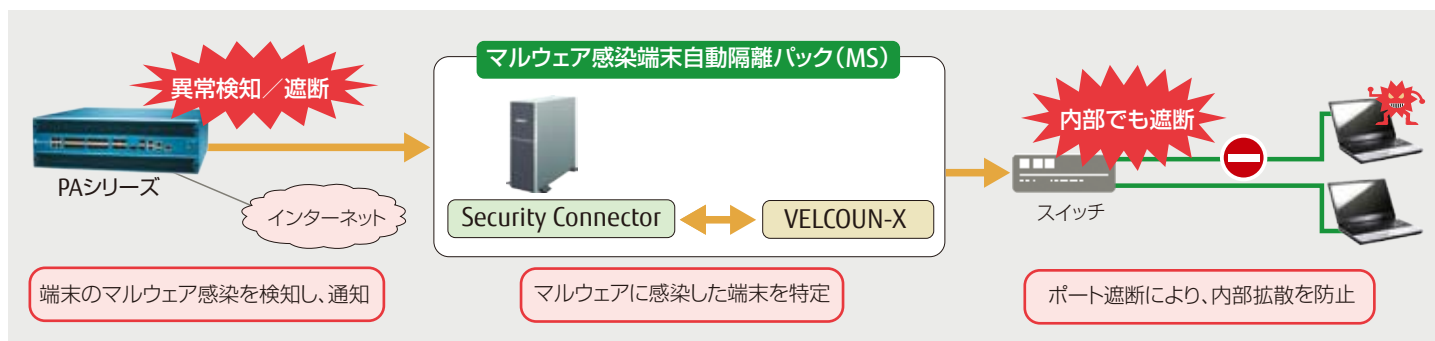 異常検知／遮断
PAシリーズ
インターネット
端末のマルウェア感染を検知し、通知
マルウェア感染端末自動隔離パック（MS）
Security Connector
VELCOUN-X
マルウェアに感染した端末を特定
内部でも遮断
スイッチ
ポート遮断により、内部拡散を防止